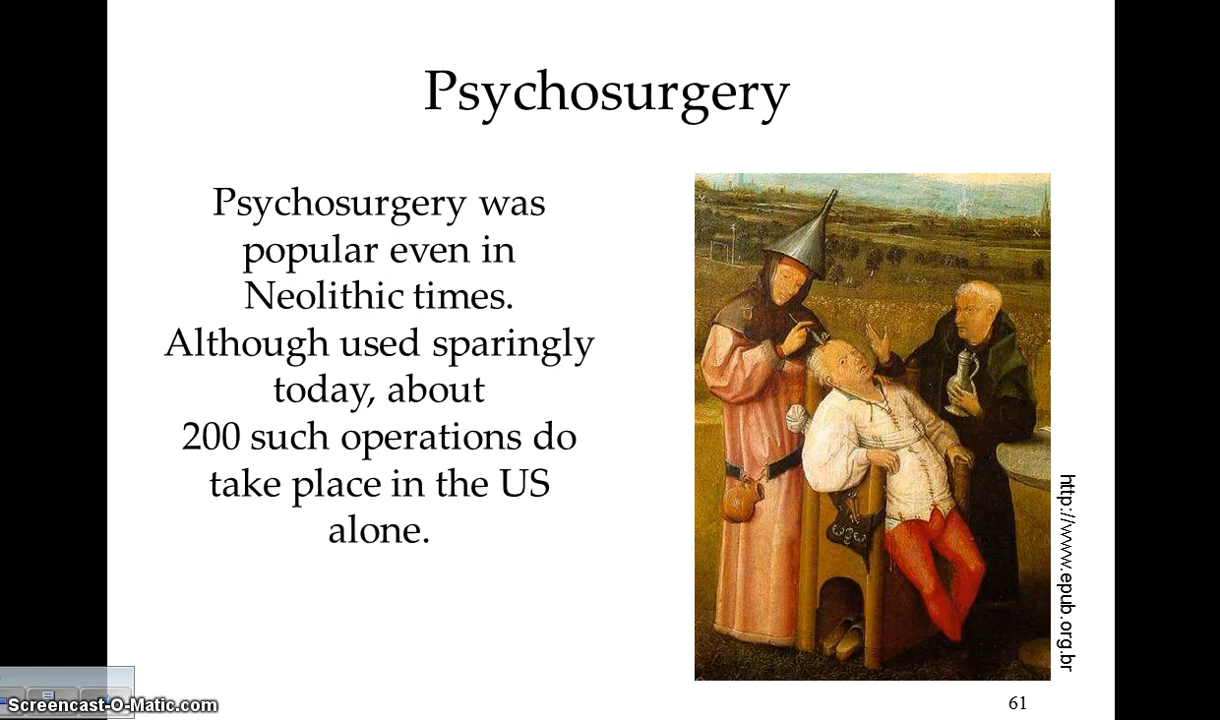 Psychosurgery
Psychosurgery was
popular even in
Neolithic times.
Although used sparingly
today, about
200 such operations do
take place in the US
alone.
http://www.epub.org.br
61
Screencast-O-Matic.com